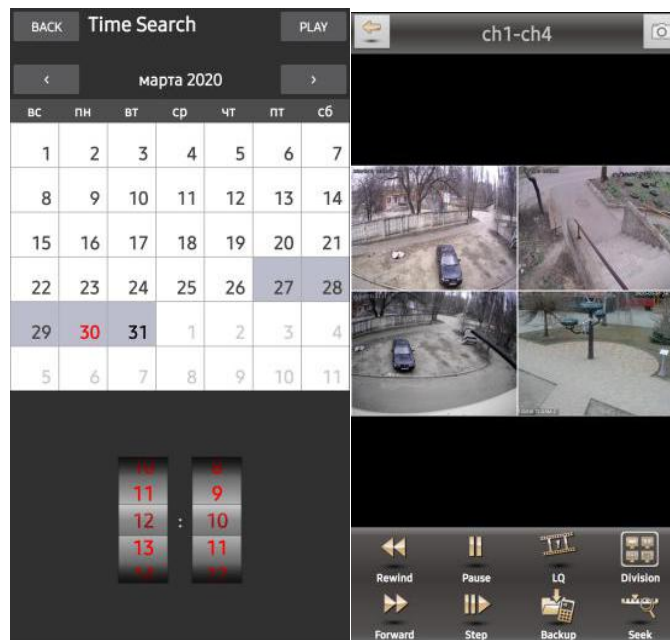 BACK Time Search PLAY
< марта 2020 >
вс пн вт ср чт пт сб
1 2 3 4 5 6 7
8 9 10 11 12 13 14
15 16 17 18 19 20 21
22 23 24 25 26 27 28
29 30 31 1 2 3 4
5 6 7 8 9 10 11
11 9
12 : 10
13 11
ch1-ch4
Rewind Pause LQ Division
Forward Step Backup Seek